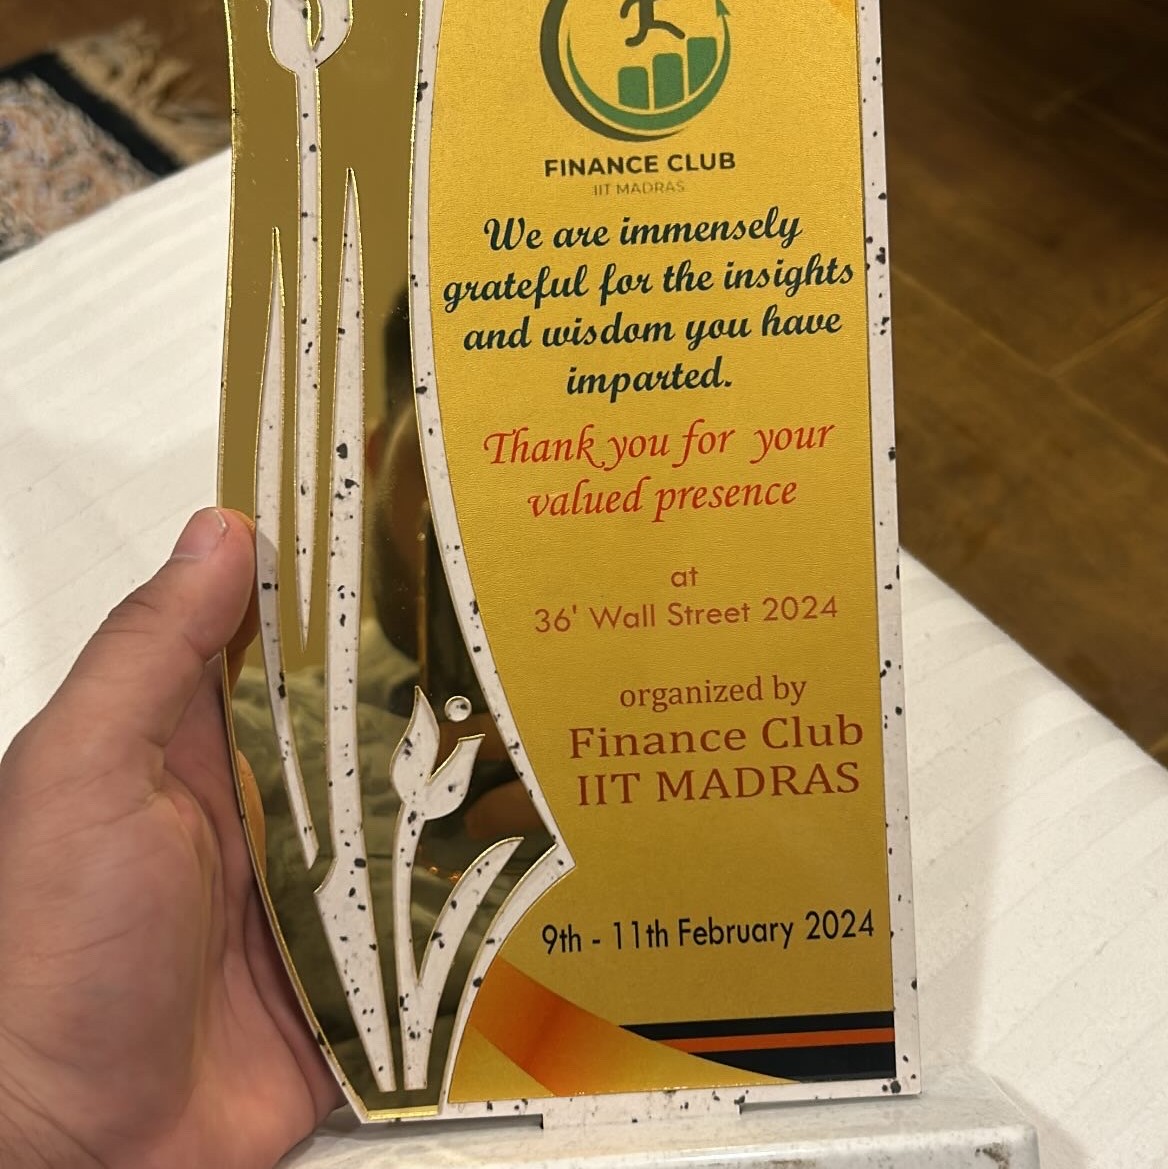 FINANCE CLUB
IIT MADRAS
We are immensely
grateful for the insights
and wisdom you have
imparted.
Thank you for your
valued presence
at
36' Wall Street 2024
organized by
Finance Club
IIT MADRAS
9th - 11th February 2024